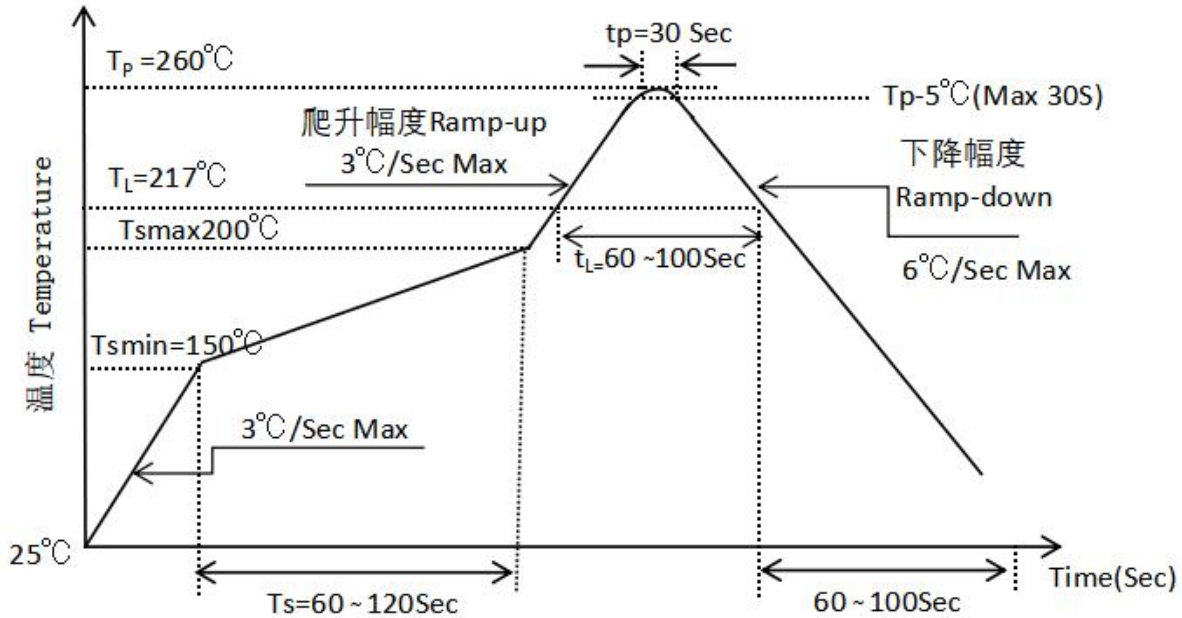 tp=30 Sec
TP =260℃
Tp-5℃(Max 30S)
爬升幅度Ramp-up
3℃/Sec Max
下降幅度
Ramp-down
6℃/Sec Max
TL=217℃
Tsmax200℃
tL=60 ~100Sec
Tsmin=150℃
3℃/Sec Max
温度 Temperature
25℃
Ts=60 ~ 120Sec
60 ~ 100Sec
Time(Sec)